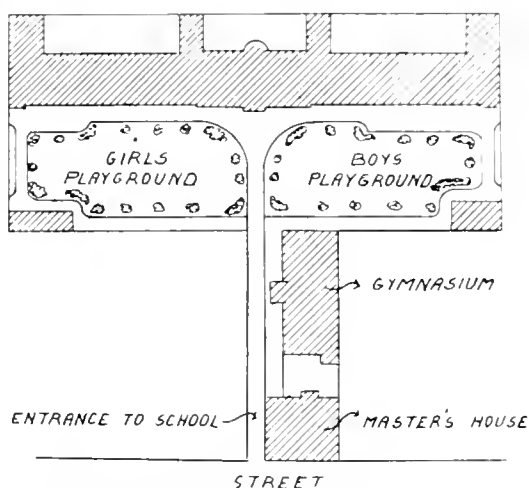 GIRLS
PLAYGROUND
BOYS
PLAYGROUND
GYMNASIUM
ENTRANCE TO SCHOOL
MASTER'S HOUSE
STREET